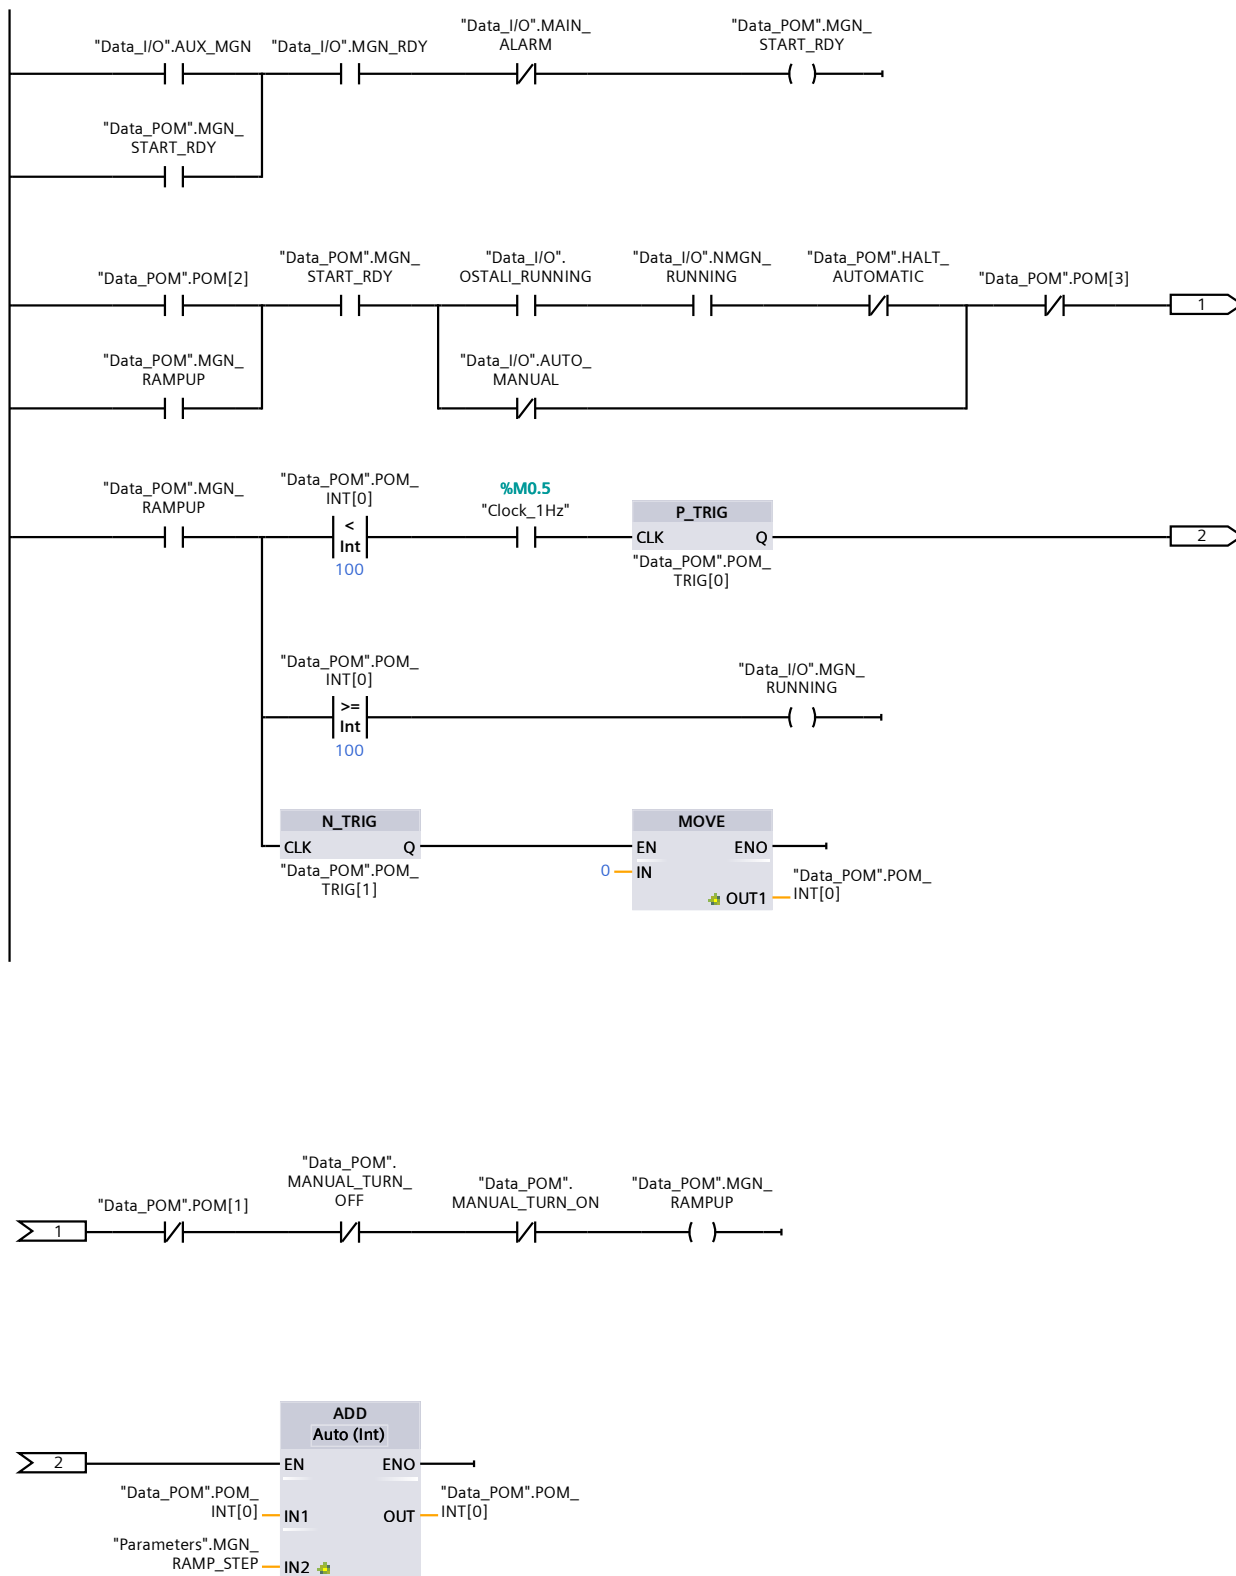 "Data_I/O".MAIN_
ALARM
"Data_POM".MGN_
START_RDY
"Data_I/O".AUX_MGN
"Data_I/O".MGN_RDY
"Data_POM".MGN_
START_RDY
"Data_POM".POM[2]
"Data_POM".MGN_
START_RDY
"Data_I/O".
OSTALI_RUNNING
"Data_I/O".NMGN_
RUNNING
"Data_POM".HALT_
AUTOMATIC
"Data_POM".POM[3]
1
"Data_POM".MGN_
RAMPUP
"Data_I/O".AUTO_
MANUAL
"Data_POM".MGN_
RAMPUP
"Data_POM".POM_
INT[0]
<
Int
100
%M0.5
"Clock_1Hz"
P_TRIG
CLK Q
"Data_POM".POM_
TRIG[0]
2
"Data_POM".POM_
INT[0]
>=
Int
100
"Data_I/O".MGN_
RUNNING
N_TRIG
CLK Q
"Data_POM".POM_
TRIG[1]
MOVE
EN ENO
0 IN
OUT1
"Data_POM".POM_
INT[0]
1
"Data_POM".POM[1]
"Data_POM".
MANUAL_TURN_
OFF
"Data_POM".
MANUAL_TURN_ON
"Data_POM".MGN_
RAMPUP
2
ADD
Auto (Int)
EN ENO
"Data_POM".POM_
INT[0]
IN1
OUT
"Data_POM".POM_
INT[0]
"Parameters".MGN_
RAMP_STEP
IN2